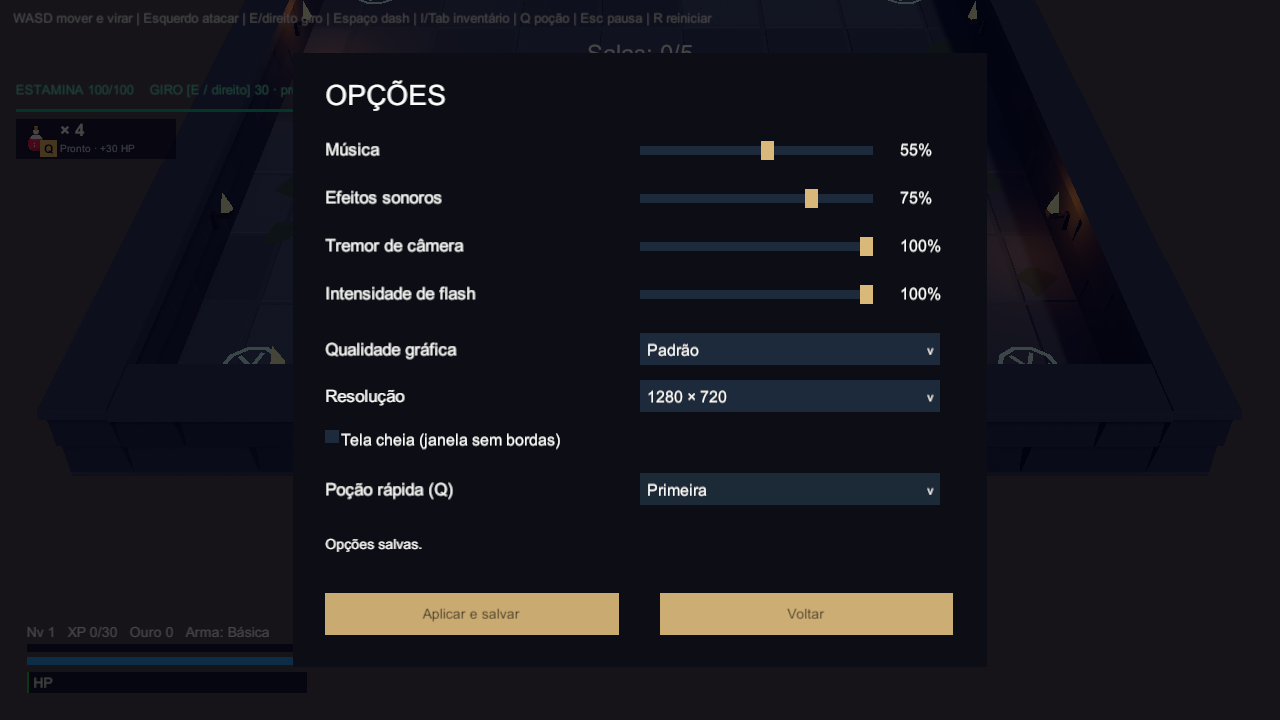 WASD mover e virar | Esquerdo atacar | E/direito giro | Espaço dash | I/Tab inventário | Q poção | Esc pausa | R reiniciar
Salas: 0/5
ESTAMINA 100/100 GIRO [E / direito] 30 ·
× 4
Q
Pronto · +30 HP
OPÇÕES
Música 55%
Efeitos sonoros 75%
Tremor de câmera 100%
Intensidade de flash 100%
Qualidade gráfica Padrão v
Resolução 1280 × 720 v
Tela cheia (janela sem bordas)
Poção rápida (Q) Primeira v
Opções salvas.
Aplicar e salvar Voltar
Nv 1 XP 0/30 Ouro 0 Arma: Básica
HP